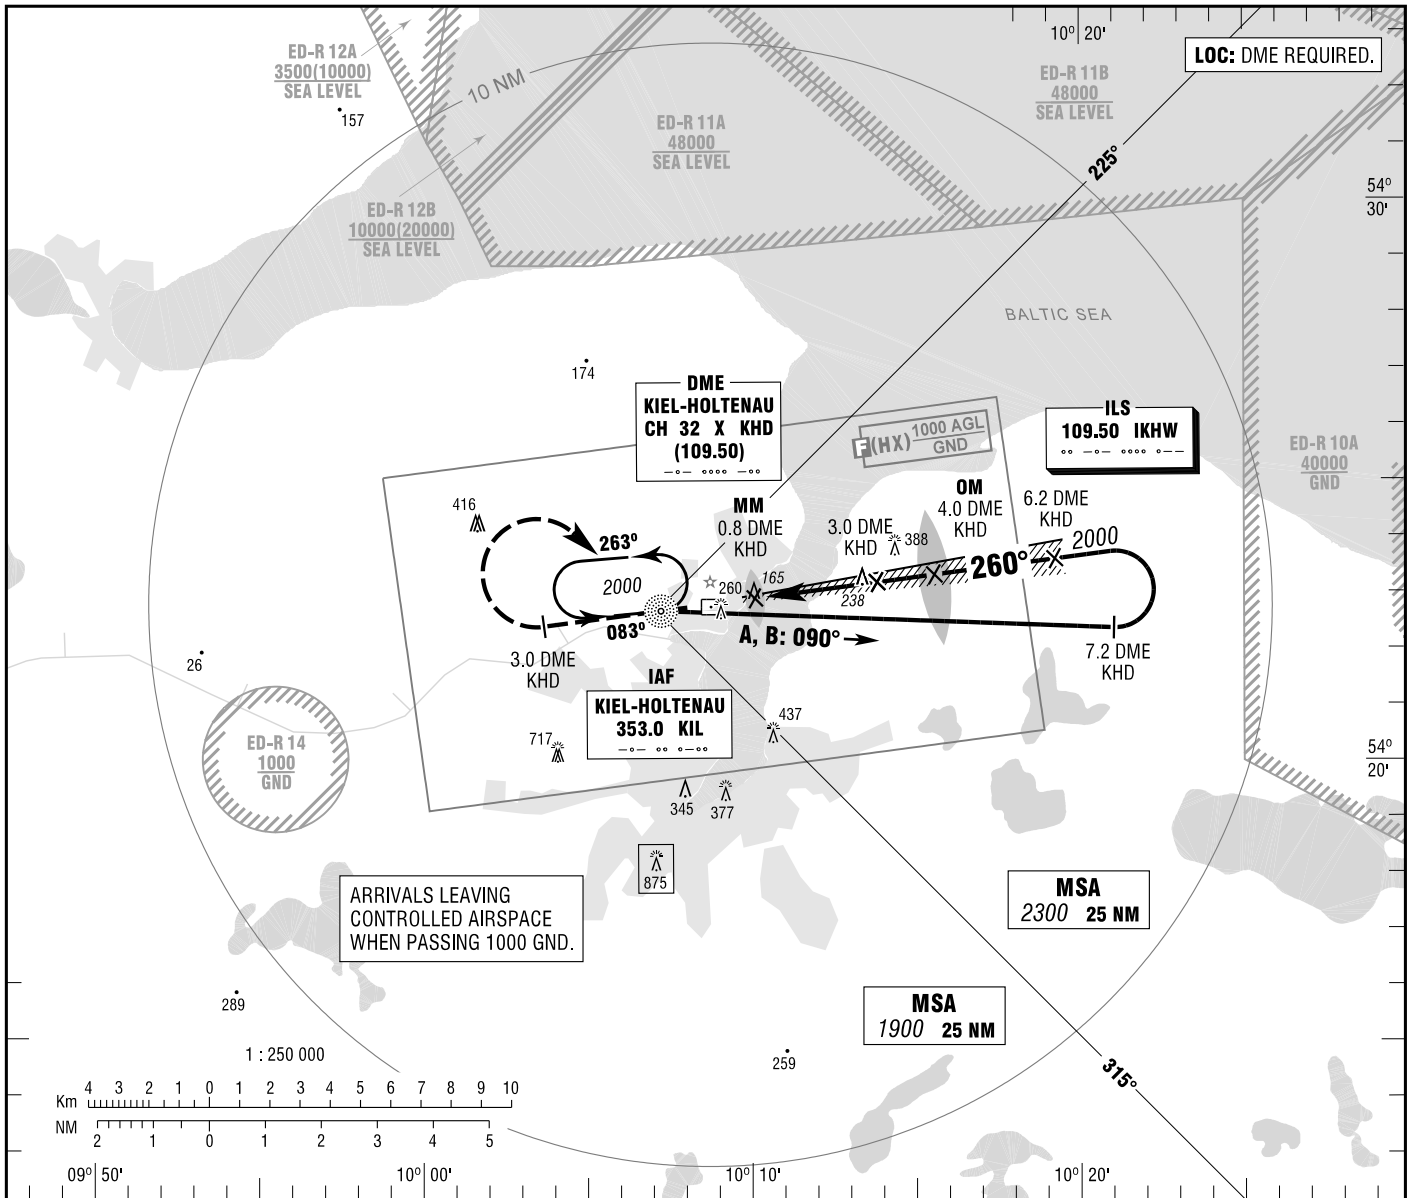 10° 20'
LOC: DME REQUIRED.
ED-R 12A
3500(10000)
SEA LEVEL
10 NM
157
ED-R 11A
48000
SEA LEVEL
ED-R 11B
48000
SEA LEVEL
225°
54°
30'
ED-R 12B
10000(20000)
SEA LEVEL
BALTIC SEA
174
DME
KIEL-HOLTENAU
CH 32 X KHD
(109.50)
F(HX) 1000 AGL
GND
ILS
109.50 IKHW
ED-R 10A
40000
GND
416
MM
0.8 DME
KHD
OM
4.0 DME
KHD
3.0 DME
KHD
388
6.2 DME
KHD
2000
263°
2000
260
165
238
260°
083°
A, B: 090°
3.0 DME
KHD
7.2 DME
KHD
26
IAF
KIEL-HOLTENAU
353.0 KIL
437
717
ED-R 14
1000
GND
54°
20'
345
377
875
ARRIVALS LEAVING
CONTROLLED AIRSPACE
WHEN PASSING 1000 GND.
MSA
2300 25 NM
MSA
1900 25 NM
289
259
315°
1 : 250 000
4 3 2 1 0 1 2 3 4 5 6 7 8 9 10
Km
NM
2 1 0 1 2 3 4 5
09° 50'
10° 00'
10° 10'
10° 20'